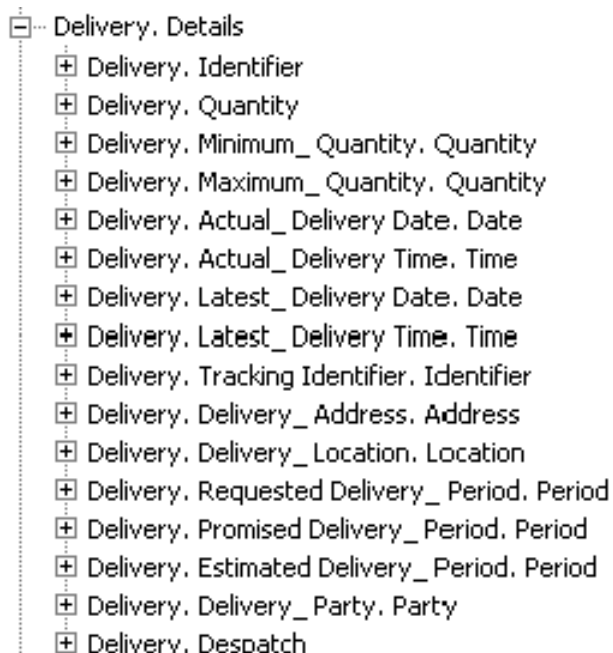 Delivery. Details
Delivery. Identifier
Delivery. Quantity
Delivery. Minimum_ Quantity. Quantity
Delivery. Maximum_ Quantity. Quantity
Delivery. Actual_ Delivery Date. Date
Delivery. Actual_ Delivery Time. Time
Delivery. Latest_ Delivery Date. Date
Delivery. Latest_ Delivery Time. Time
Delivery. Tracking Identifier. Identifier
Delivery. Delivery_ Address. Address
Delivery. Delivery_ Location. Location
Delivery. Requested Delivery_ Period. Period
Delivery. Promised Delivery_ Period. Period
Delivery. Estimated Delivery_ Period. Period
Delivery. Delivery_ Party. Party
Delivery. Despatch